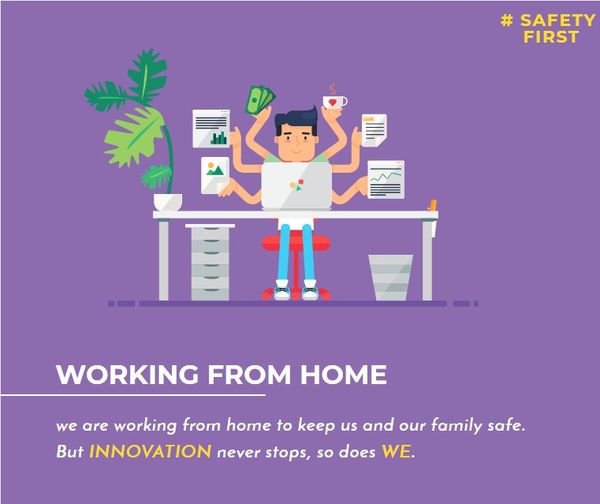 # SAFETY
FIRST
WORKING FROM HOME
we are working from home to keep us and our family safe.
But INNOVATION never stops, so does WE.